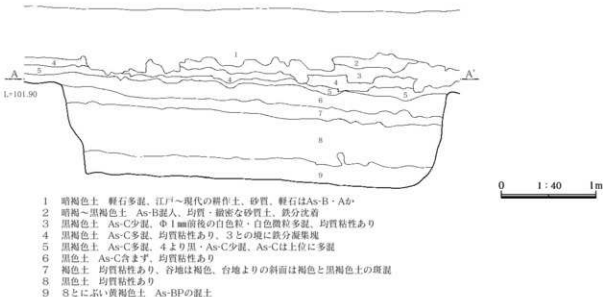 1
2
4
3
A
A'
5
4
4
5
5
L=101.90
6
7
8
9
0 1:40 1m
1 暗褐色土 軽石多混、江戸～現代の耕作土、砂質、軽石はAs-B・Aか
2 暗褐～黒褐色土 As-B混入、均質・緻密な砂質土、鉄分沈着
3 黒褐色土 As-C少混、Φ1㎜前後の白色粒・白色微粒多混、均質粘性あり
4 黒褐色土 As-C多混、均質粘性あり、3との境に鉄分凝集塊
5 黒褐色土 As-C多混、4より黒・As-C少混、As-Cは上位に多混
6 黒色土 As-C含まず、均質粘性あり
7 褐色土 均質粘性あり、谷地は褐色、台地よりの斜面は褐色と黒褐色土の斑混
8 黒色土 均質粘性あり
9 8とにぶい黄褐色土 As-BPの混土